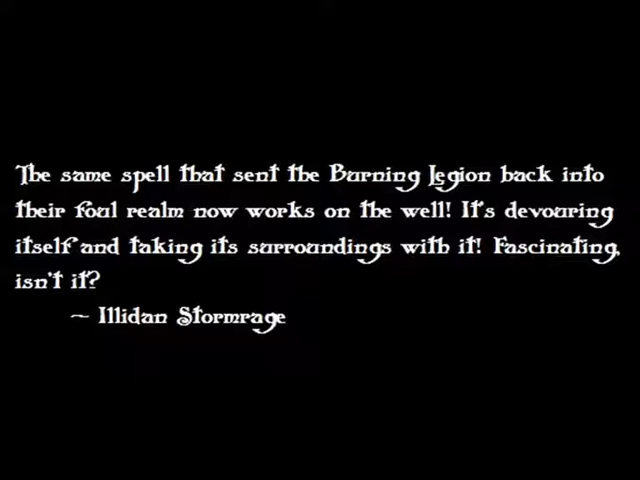 The same spell that sent the Burning Legion back into
their foul realm now works on the well! It's devouring
itself and taking its surroundings with it! Fascinating,
isn't it?
~ Illidan Stormrage